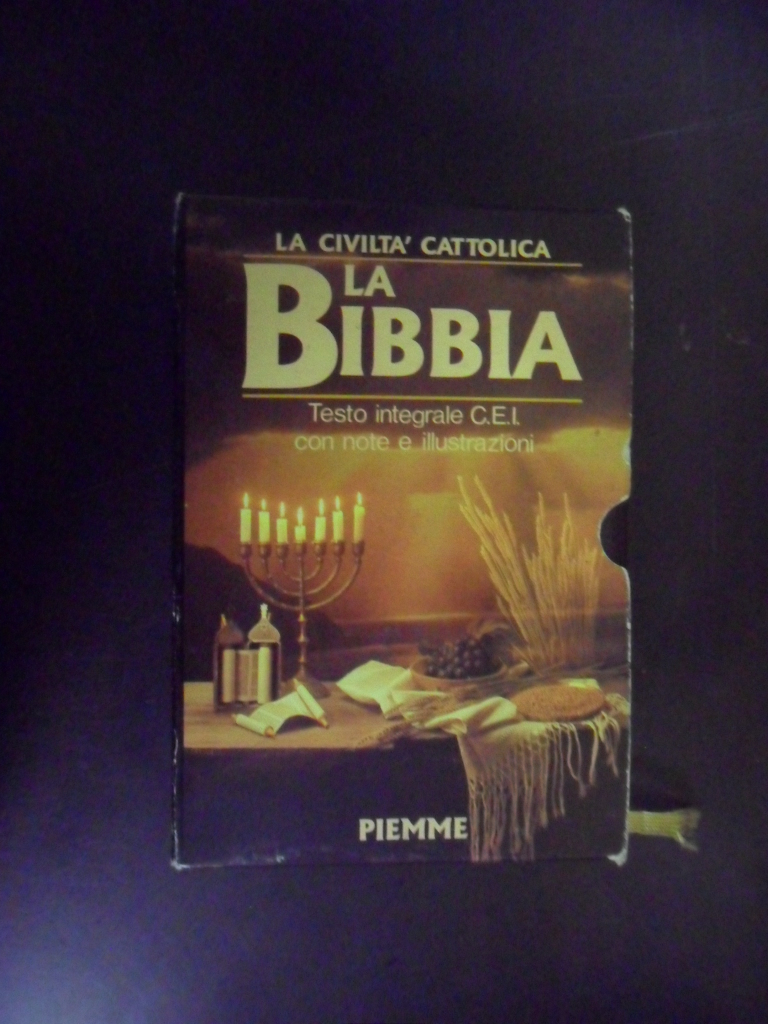 LA CIVILTA' CATTOLICA
LA
BIBBIA
Testo integrale C.E.I.
con note e illustrazioni
PIEMME